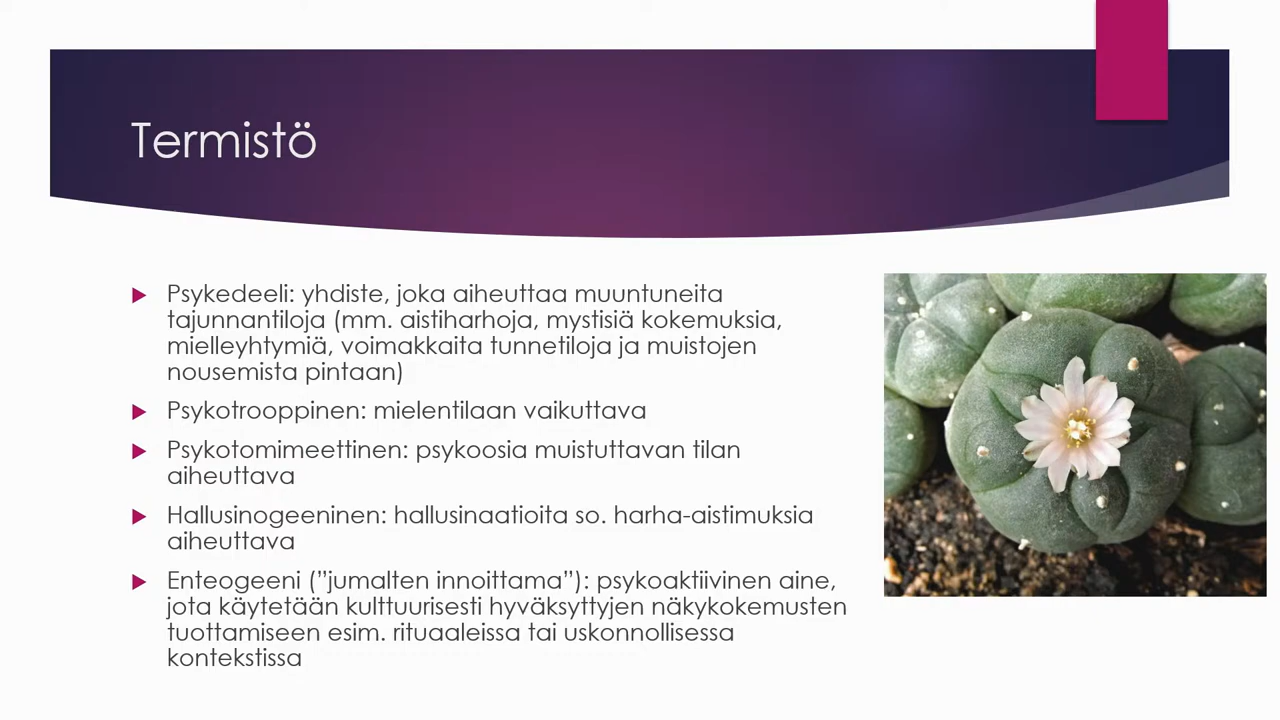 Termistö
Psykedeeli: yhdiste, joka aiheuttaa muuntuneita
tajunnantiloja (mm. aistiharhoja, mystisiä kokemuksia,
mielleyhtymiä, voimakkaita tunnetiloja ja muistojen
nousemista pintaan)
Psykotrooppinen: mielentilaan vaikuttava
Psykotomimeettinen: psykoosia muistuttavan tilan
aiheuttava
Hallusinogeeninen: hallusinaatioita so. harha-aistimuksia
aiheuttava
Enteogeeni (”jumalten innoittama”): psykoaktiivinen aine,
jota käytetään kulttuurisesti hyväksyttyjen näkykokemusten
tuottamiseen esim. rituaaleissa tai uskonnollisessa
kontekstissa